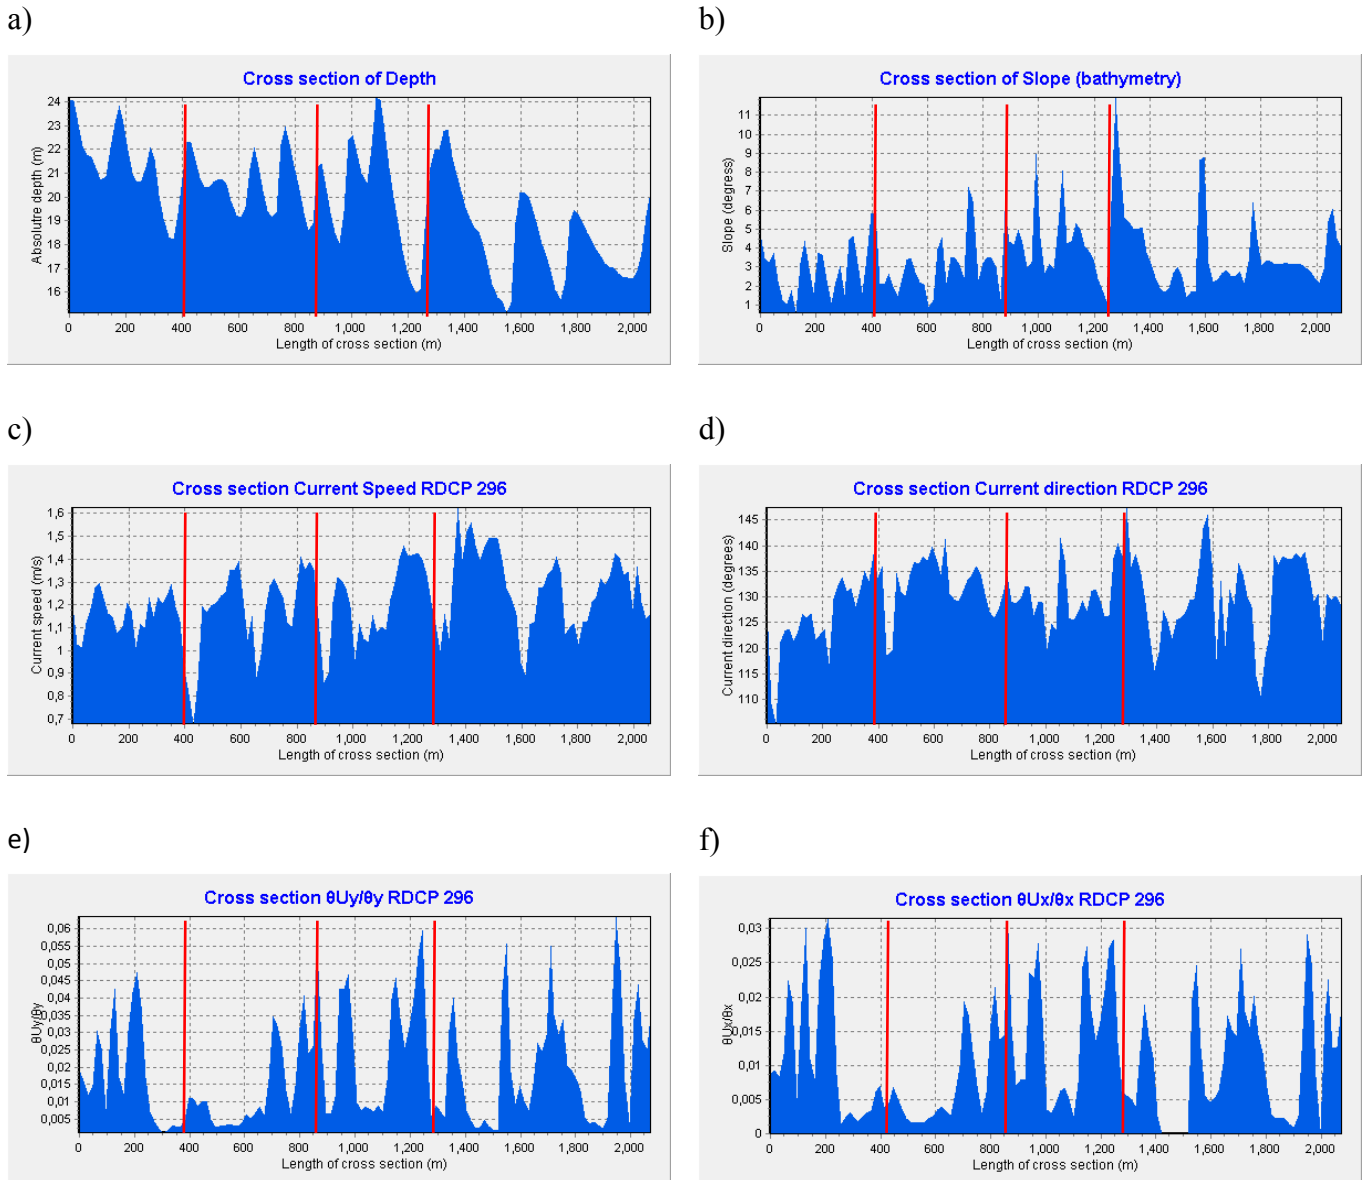 a)
b)
Cross section of Depth
24
23
22
21
20
19
18
17
16
Absolutre depth (m)
0 200 400 600 800 1,000 1,200 1,400 1,600 1,800 2,000
Length of cross section (m)
Cross section of Slope (bathymetry)
11
10
9
8
7
6
5
4
3
2
1
Slope (degress)
0 200 400 600 800 1,000 1,200 1,400 1,600 1,800 2,000
Length of cross section (m)
c)
d)
Cross section Current Speed RDCP 296
1,6
1,5
1,4
1,3
1,2
1,1
1
0,9
0,8
0,7
Current speed (m/s)
0 200 400 600 800 1,000 1,200 1,400 1,600 1,800 2,000
Length of cross section (m)
Cross section Current direction RDCP 296
145
140
135
130
125
120
115
110
Current direction (degrees)
0 200 400 600 800 1,000 1,200 1,400 1,600 1,800 2,000
Length of cross section (m)
e)
f)
Cross section θUy/θy RDCP 296
0,06
0,055
0,05
0,045
0,04
0,035
0,03
0,025
0,02
0,015
0,01
0,005
θUy/θy
0 200 400 600 800 1,000 1,200 1,400 1,600 1,800 2,000
Length of cross section (m)
Cross section θUx/θx RDCP 296
0,03
0,025
0,02
0,015
0,01
0,005
0
θUx/θx
0 200 400 600 800 1,000 1,200 1,400 1,600 1,800 2,000
Length of cross section (m)